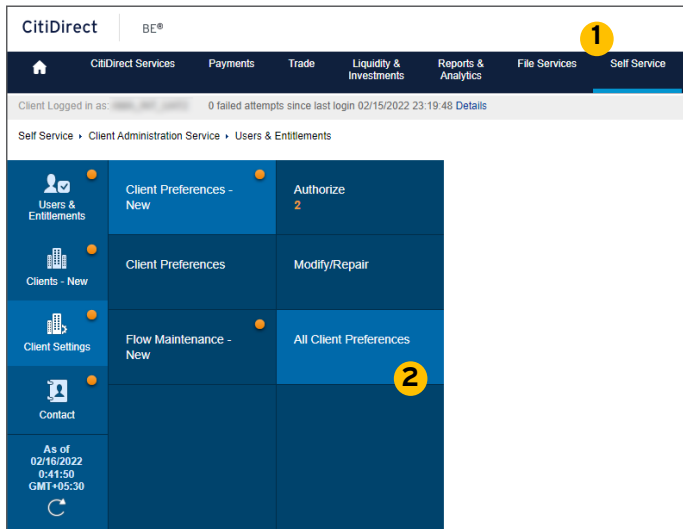 CitiDirect BE®
1
CitiDirect Services Payments Trade Liquidity & Investments Reports & Analytics File Services Self Service
Client Logged in as: 0 failed attempts since last login 02/15/2022 23:19:48 Details
Self Service ▸ Client Administration Service ▸ Users & Entitlements
Users &
Entitlements
Client Preferences -
New
Authorize
2
Clients - New
Client Preferences
Modify/Repair
Client Settings
Flow Maintenance -
New
All Client Preferences
2
Contact
As of
02/16/2022
0:41:50
GMT+05:30